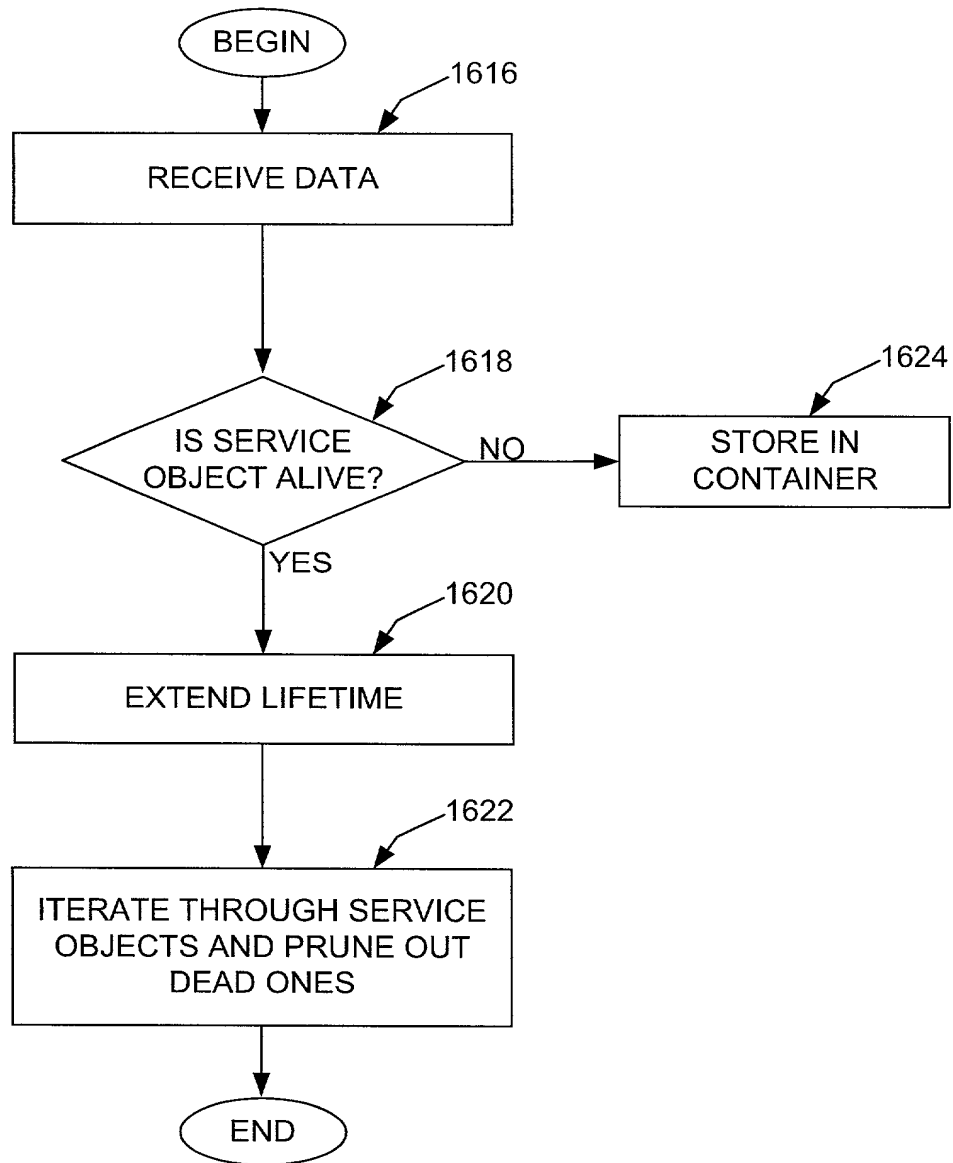 BEGIN
1616
RECEIVE DATA
1618
IS SERVICE
OBJECT ALIVE?
NO
1624
STORE IN
CONTAINER
YES
1620
EXTEND LIFETIME
1622
ITERATE THROUGH SERVICE
OBJECTS AND PRUNE OUT
DEAD ONES
END